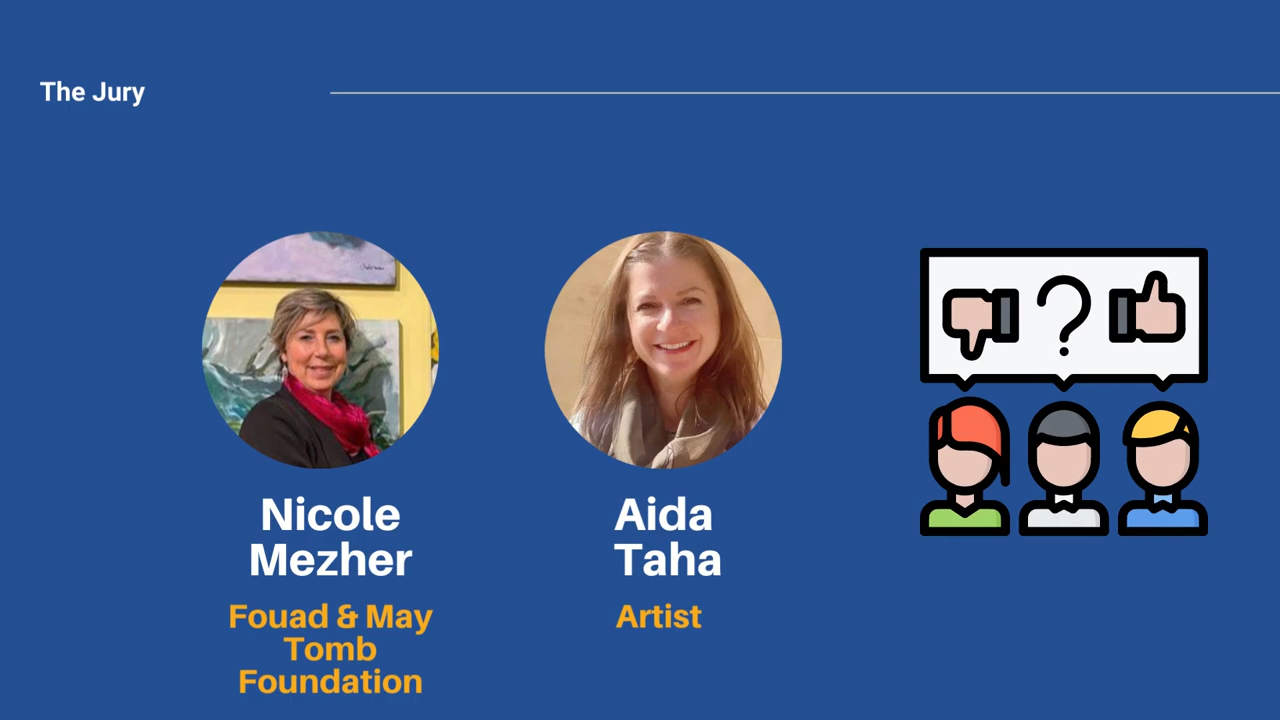 The Jury
?
Nicole
Mezher
Fouad & May
Tomb
Foundation
Aida
Taha
Artist